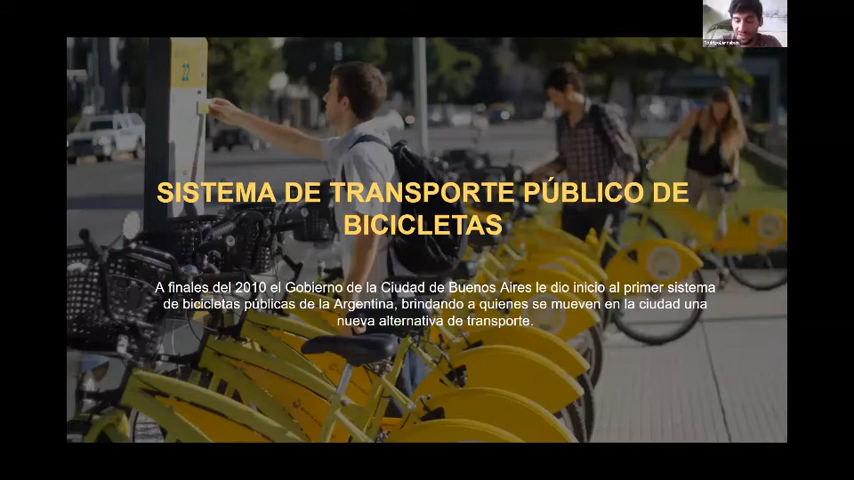 22
SISTEMA DE TRANSPORTE PÚBLICO DE
BICICLETAS
A finales del 2010 el Gobierno de la Ciudad de Buenos Aires le dio inicio al primer sistema
de bicicletas públicas de la Argentina, brindando a quienes se mueven en la ciudad una
nueva alternativa de transporte.